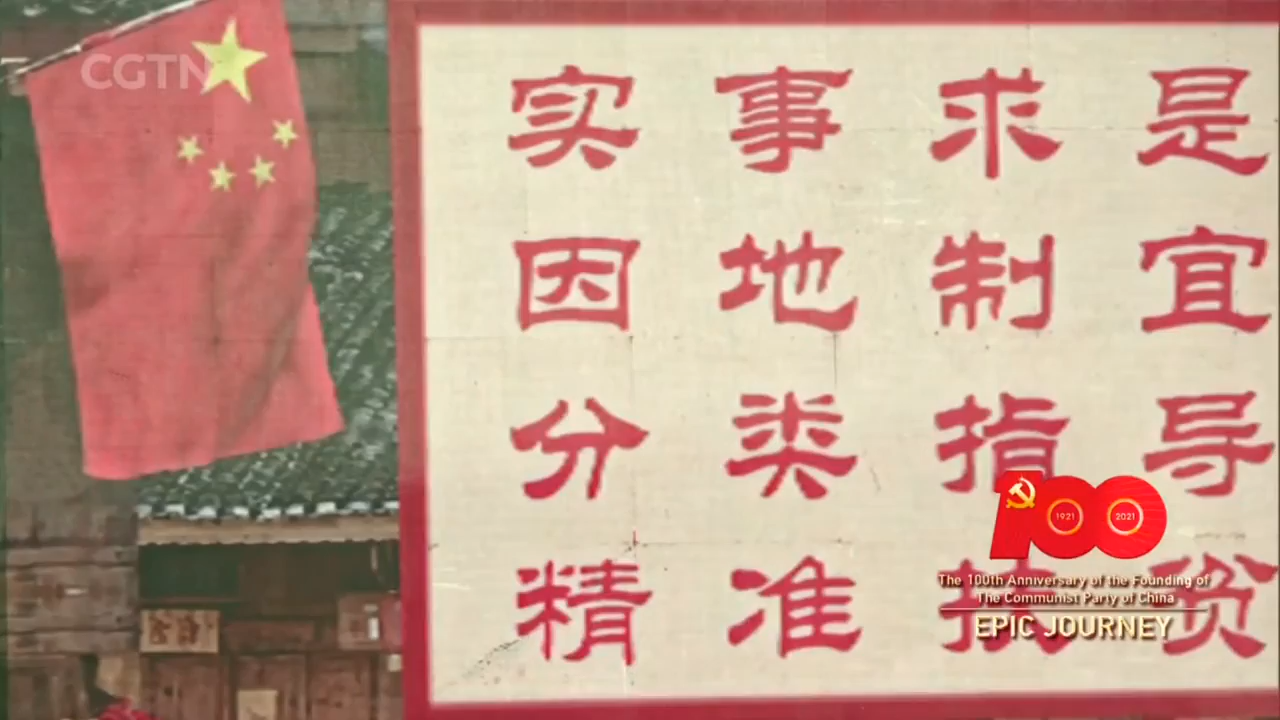 CGTN
实事求是
因地制宜
分类指导
精准扶贫
100
1921
2021
The 100th Anniversary of the Founding of
The Communist Party of China
EPIC JOURNEY